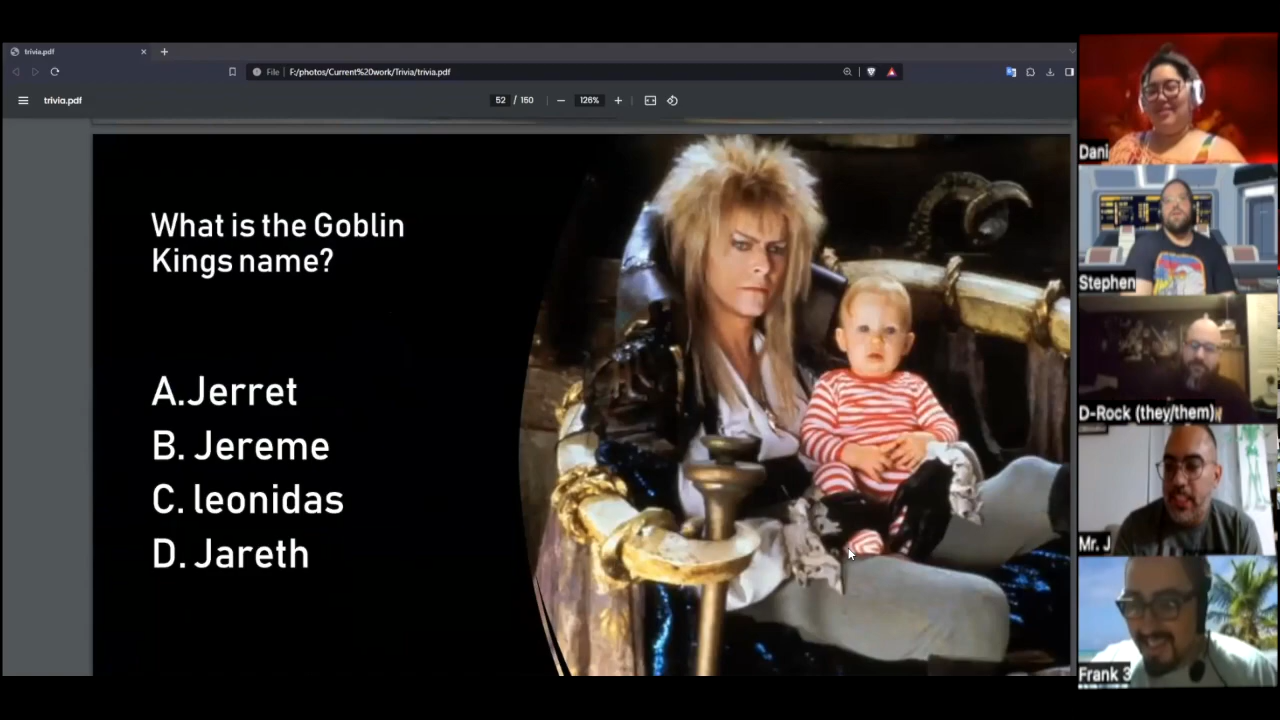 trivia.pdf
File
F:/photos/Current%20work/Trivia/trivia.pdf
trivia.pdf
52 / 150
126%
What is the Goblin
Kings name?
A.Jerret
B. Jereme
C. leonidas
D. Jareth
Dani
Stephen
D-Rock (they/them)
Mr. J
Frank 3